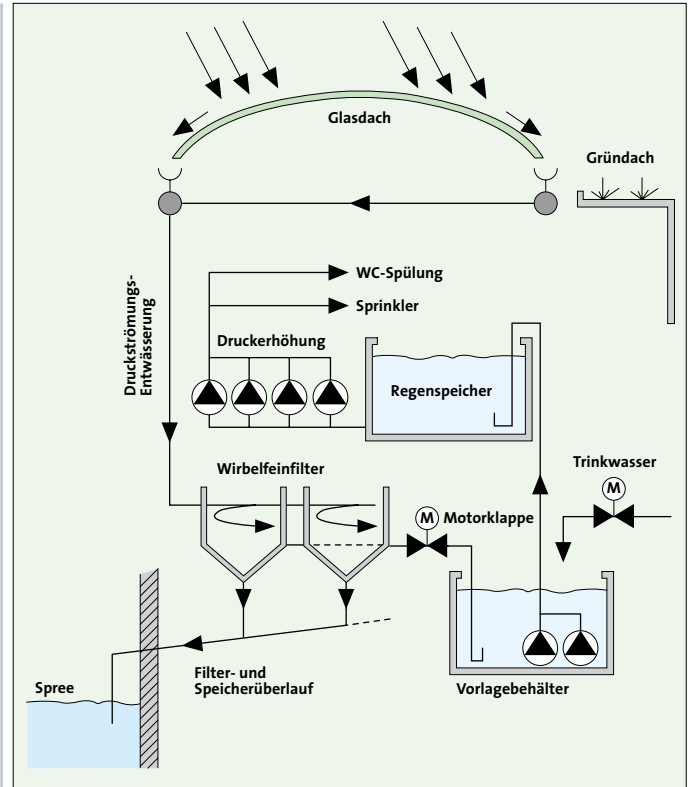 Glasdach
Gründach
Druckströmungs-
Entwässerung
WC-Spülung
Sprinkler
Druckerhöhung
Regenspeicher
Wirbelfeinfilter
Trinkwasser
M
M
Motorklappe
Filter- und
Speicherüberlauf
Spree
Vorlagebehälter